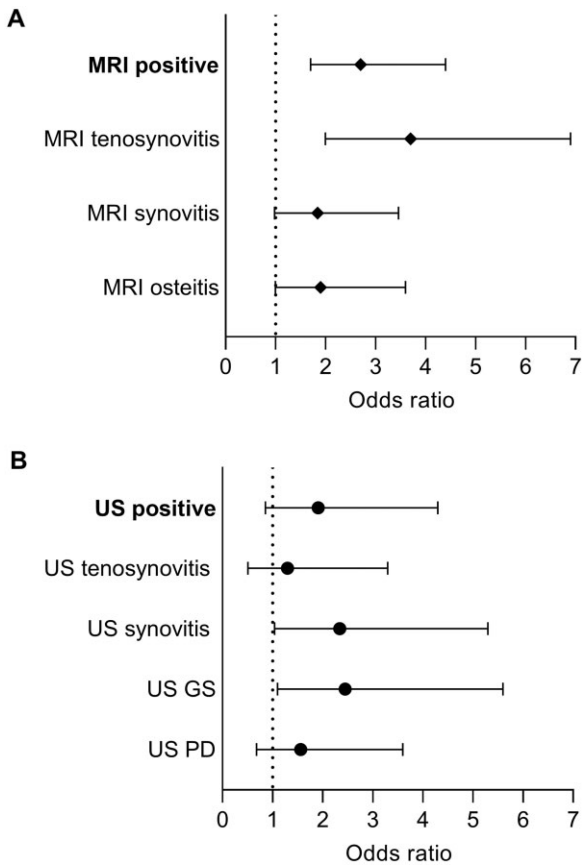 A
MRI positive
MRI tenosynovitis
MRI synovitis
MRI osteitis
0 1 2 3 4 5 6 7
Odds ratio
B
US positive
US tenosynovitis
US synovitis
US GS
US PD
0 1 2 3 4 5 6 7
Odds ratio